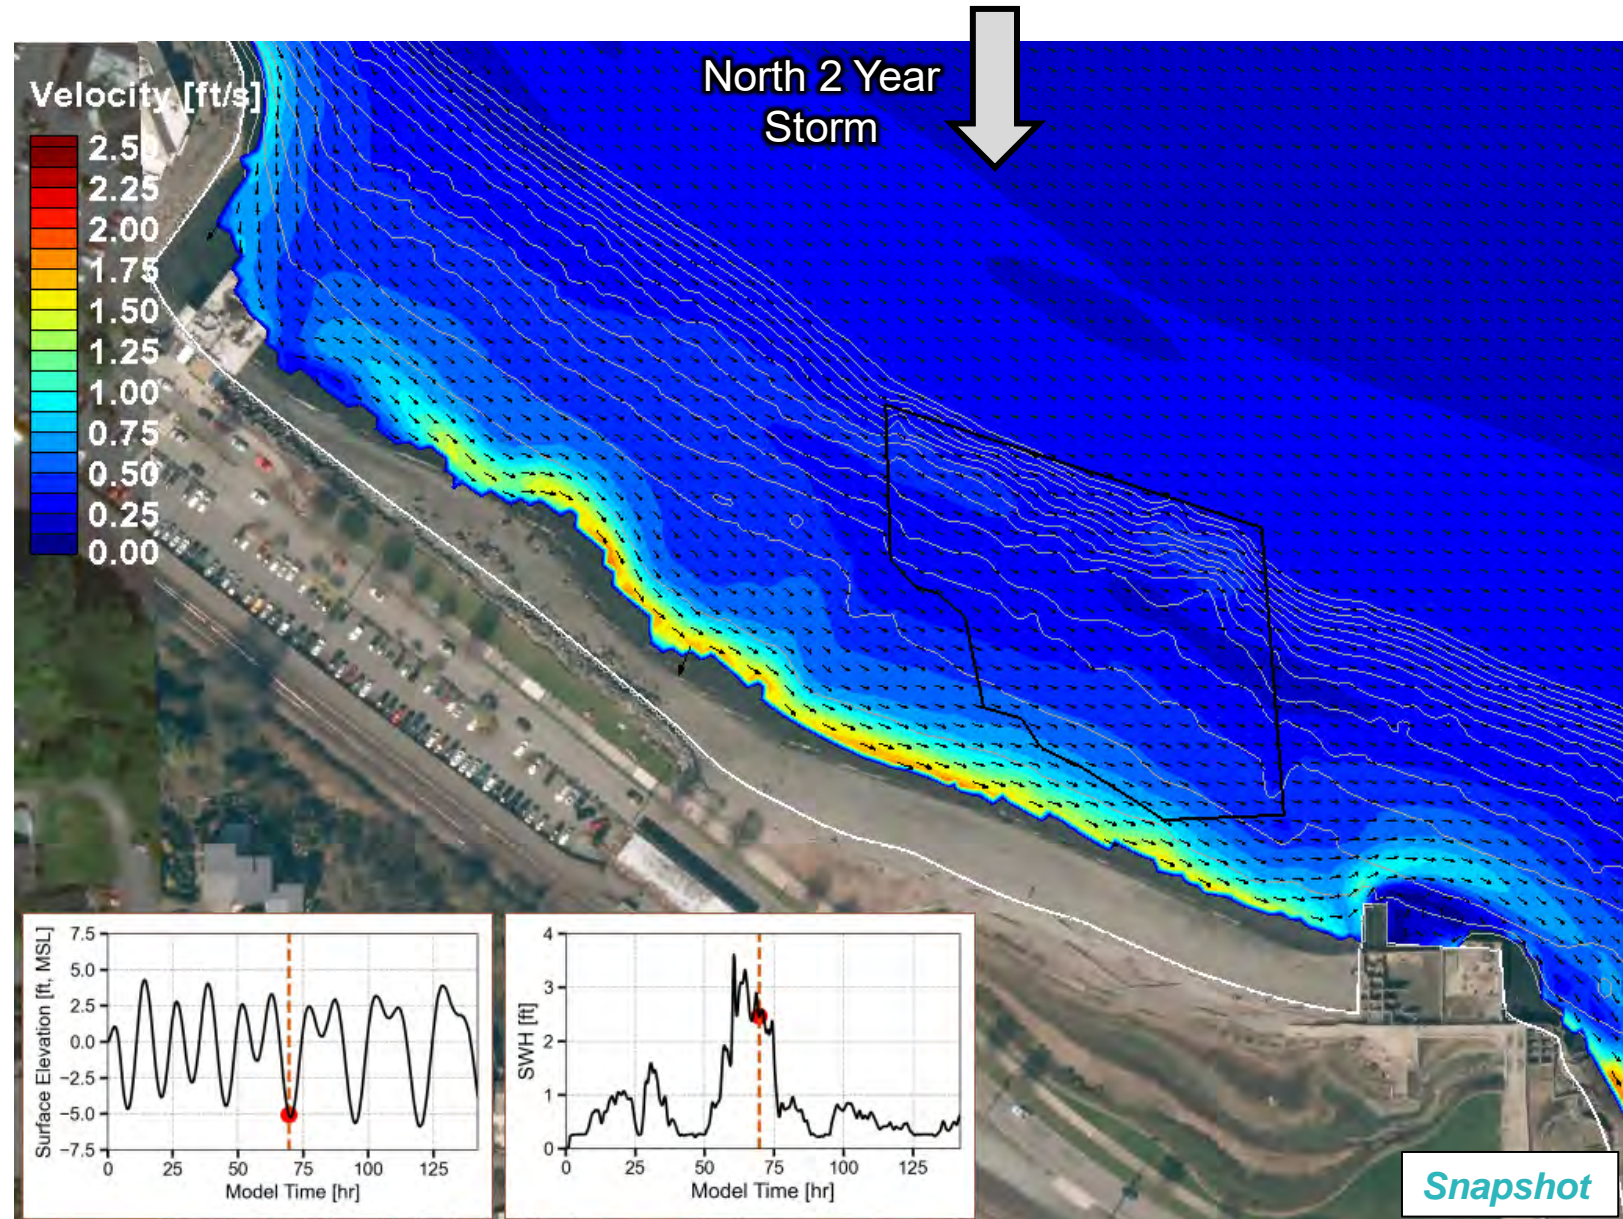 North 2 Year
Storm
Velocity [ft/s]
2.50
2.25
2.00
1.75
1.50
1.25
1.00
0.75
0.50
0.25
0.00
Surface Elevation [ft, MSL]
7.5
5.0
2.5
0.0
−2.5
−5.0
−7.5
0 25 50 75 100 125
Model Time [hr]
SWH [ft]
4
3
2
1
0
0 25 50 75 100 125
Model Time [hr]
Snapshot